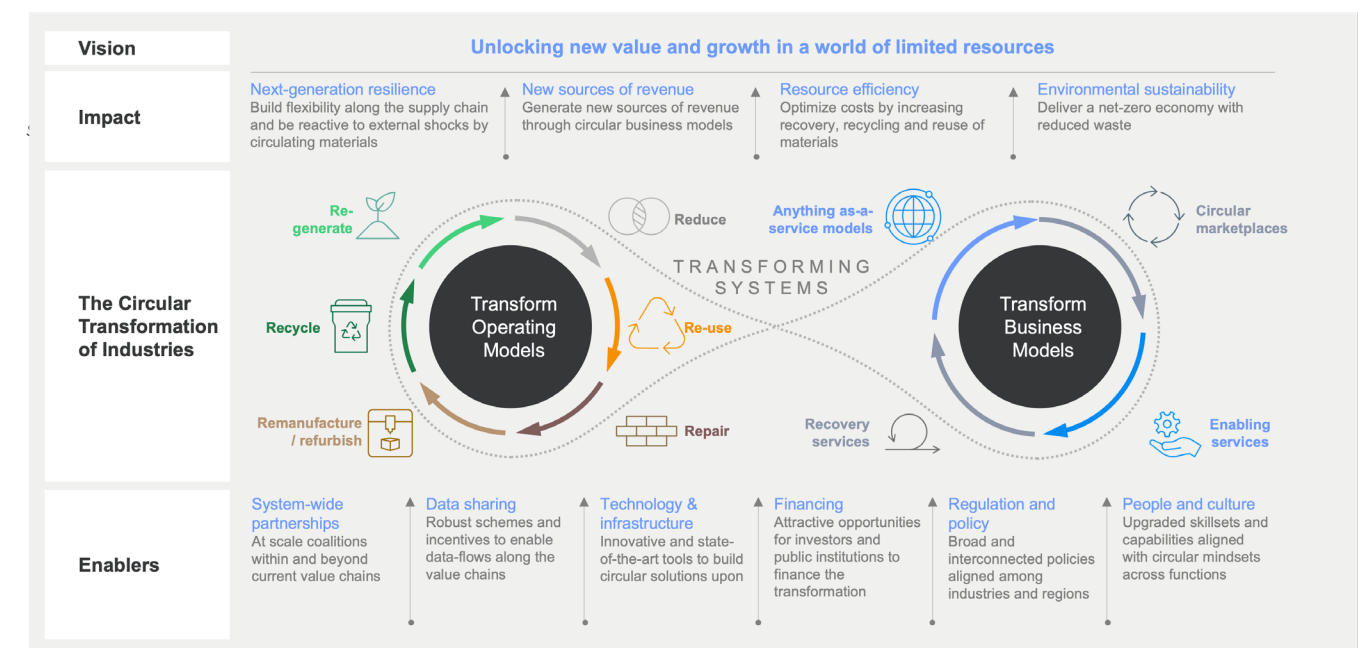 Vision
Unlocking new value and growth in a world of limited resources
Impact
Next-generation resilience
Build flexibility along the supply chain
and be reactive to external shocks by
circulating materials
New sources of revenue
Generate new sources of revenue
through circular business models
Resource efficiency
Optimize costs by increasing
recovery, recycling and reuse of
materials
Environmental sustainability
Deliver a net-zero economy with
reduced waste
The Circular
Transformation
of Industries
Re-
generate
Reduce
Recycle
Transform
Operating
Models
Re-use
Remanufacture
/ refurbish
Repair
TRANSFORMING
SYSTEMS
Anything as-a-
service models
Circular
marketplaces
Transform
Business
Models
Recovery
services
Enabling
services
Enablers
System-wide
partnerships
At scale coalitions
within and beyond
current value chains
Data sharing
Robust schemes and
incentives to enable
data-flows along the
value chains
Technology &
infrastructure
Innovative and state-
of-the-art tools to build
circular solutions upon
Financing
Attractive opportunities
for investors and
public institutions to
finance the
transformation
Regulation and
policy
Broad and
interconnected policies
aligned among
industries and regions
People and culture
Upgraded skillsets and
capabilities aligned
with circular mindsets
across functions